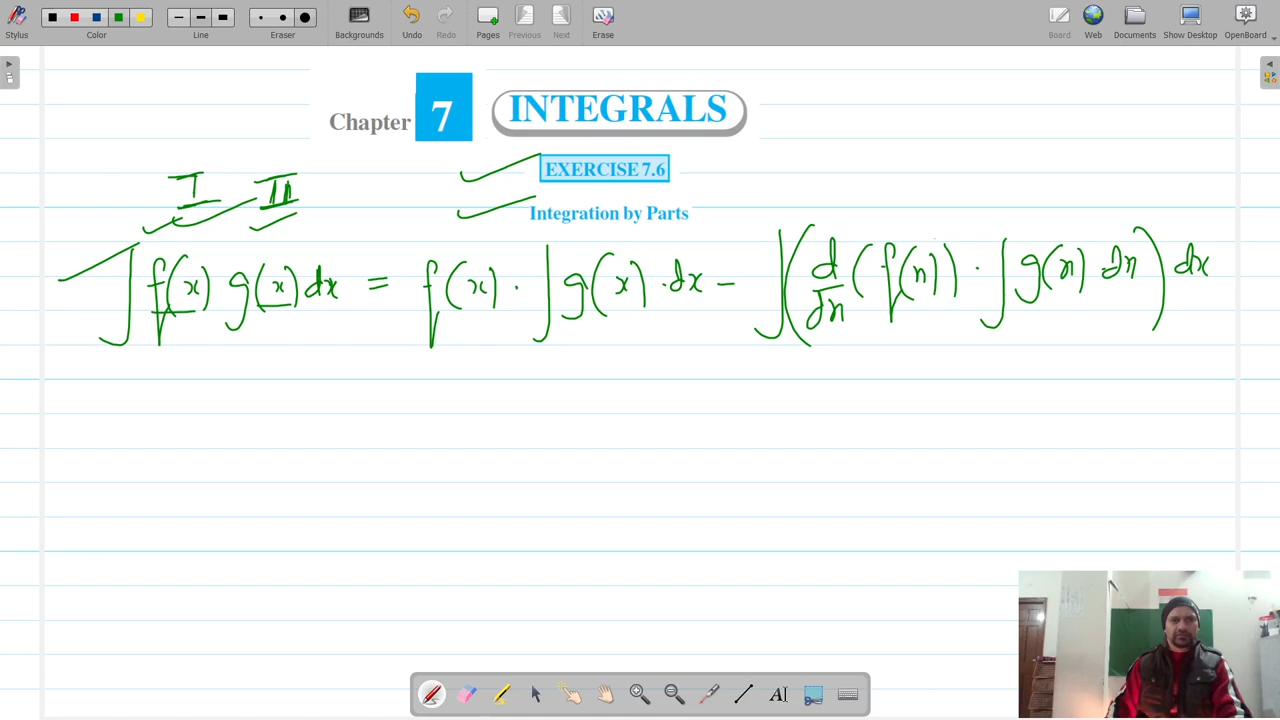 Stylus Color Line Eraser Backgrounds Undo Redo Pages Previous Next Erase Board Web Documents Show Desktop OpenBoard
Chapter 7 INTEGRALS
EXERCISE 7.6
Integration by Parts
I II
∫ f(x) g(x) dx = f(x) · ∫ g(x) · dx − ∫ ( d/dx ( f(x) ) · ∫ g(x) dx ) dx